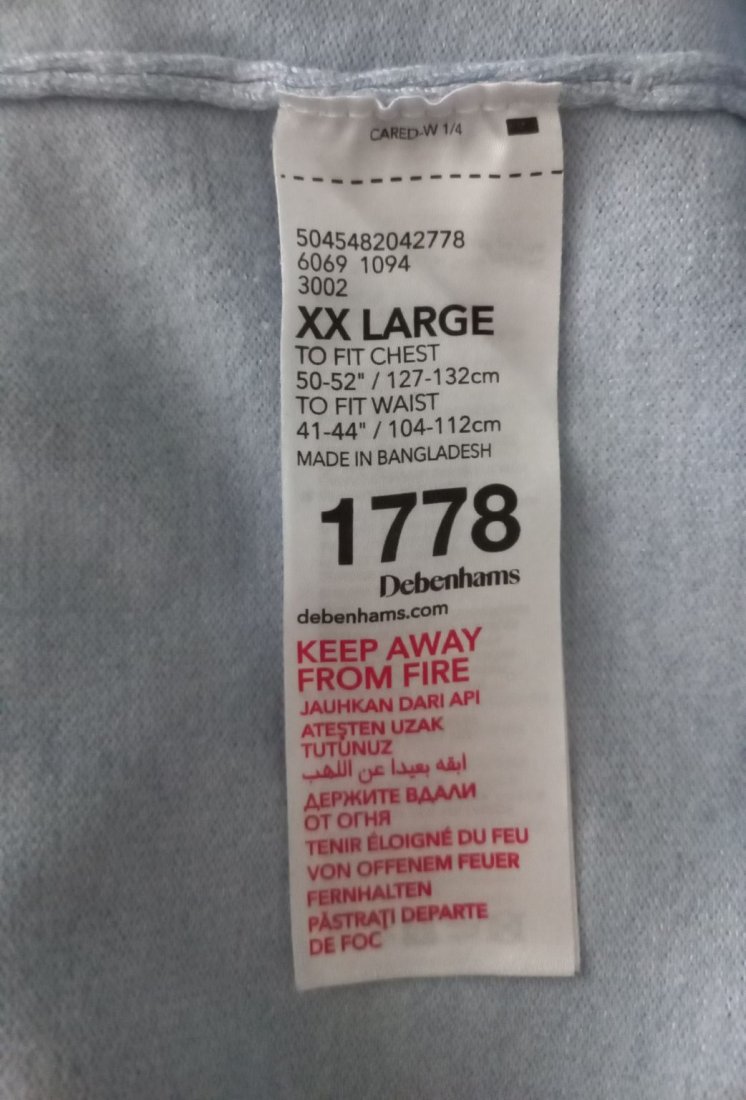 CARED-W 1/4
5045482042778
6069 1094
3002
XX LARGE
TO FIT CHEST
50-52" / 127-132cm
TO FIT WAIST
41-44" / 104-112cm
MADE IN BANGLADESH
1778
Debenhams
debenhams.com
KEEP AWAY
FROM FIRE
JAUHKAN DARI API
ATEŞTEN UZAK
TUTUNUZ
ابقه بعيدا عن اللهب
ДЕРЖИТЕ ВДАЛИ
ОТ ОГНЯ
TENIR ÉLOIGNÉ DU FEU
VON OFFENEM FEUER
FERNHALTEN
PĂSTRAȚI DEPARTE
DE FOC